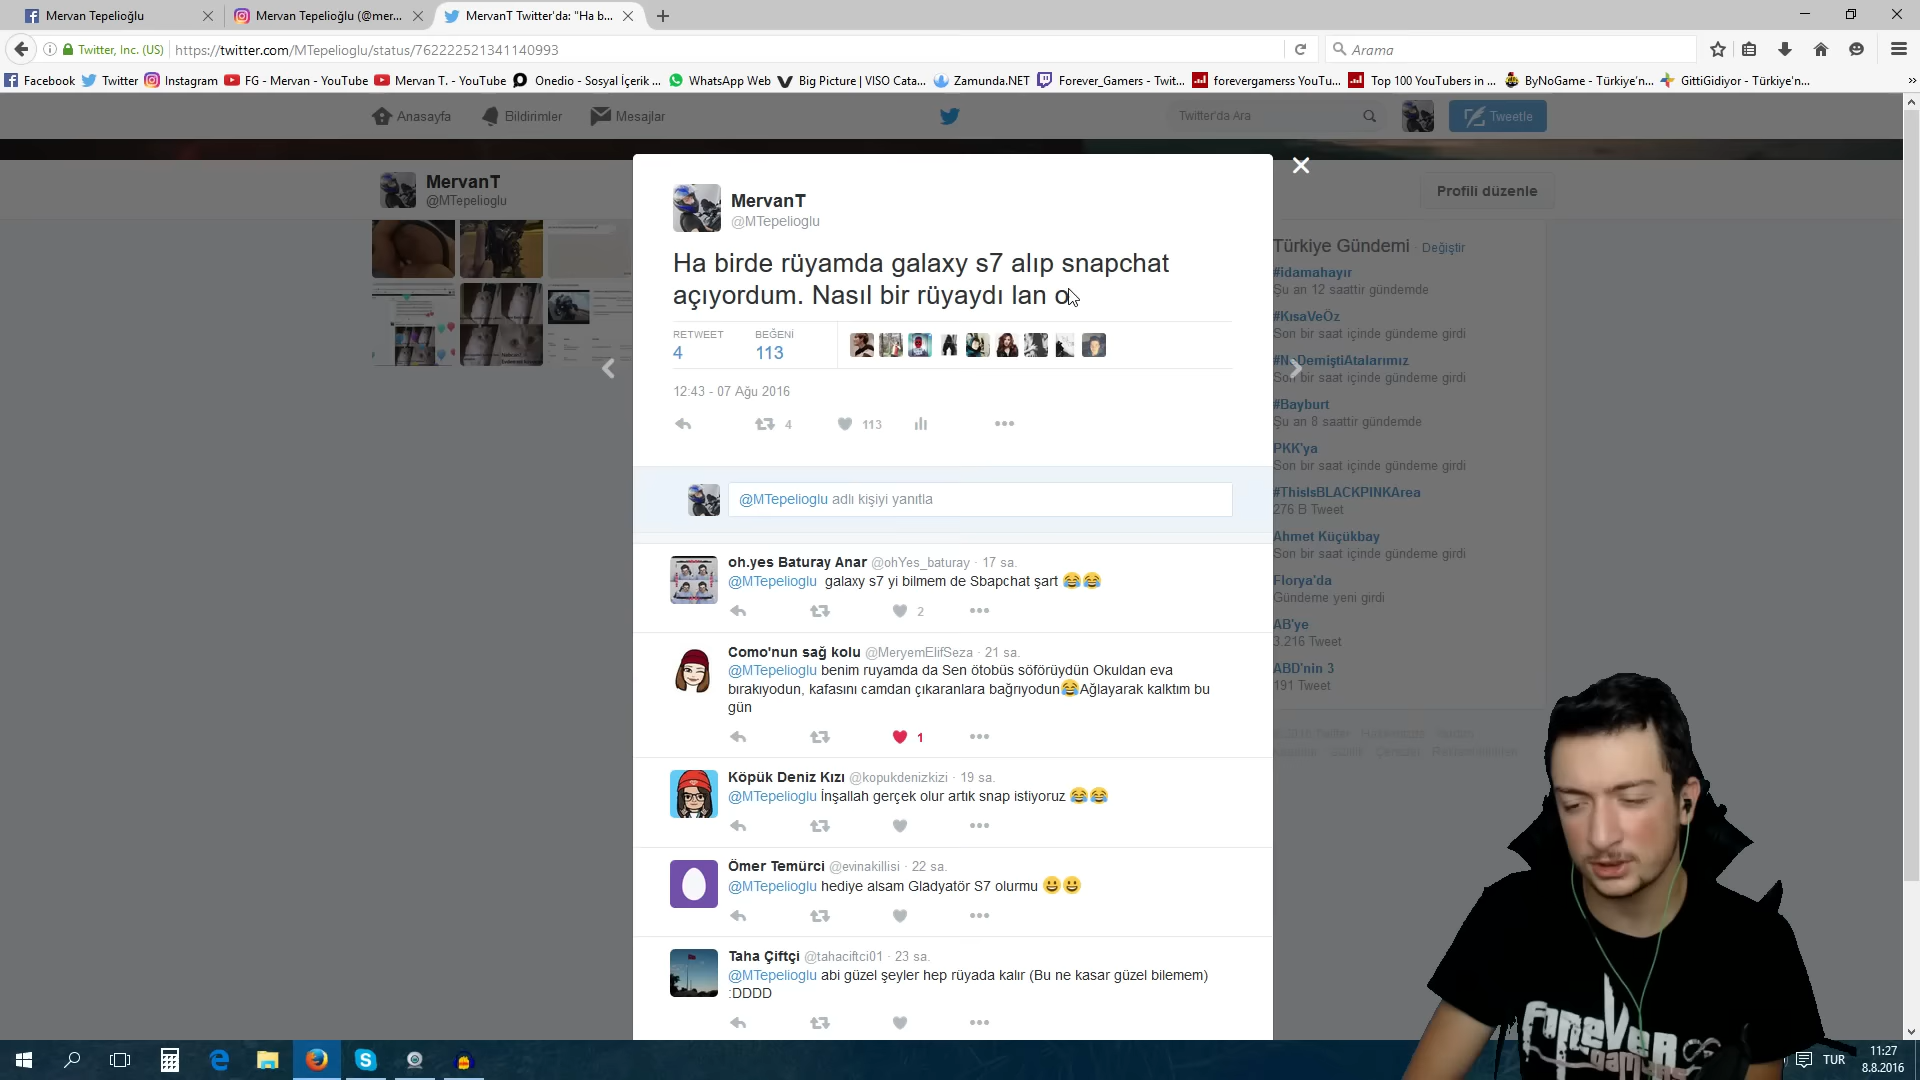 Mervan Tepelioğlu
Mervan Tepelioğlu (@mer...
MervanT Twitter'da: "Ha b...
Twitter, Inc. (US)
https://twitter.com/MTepelioglu/status/762222521341140993
Arama
Facebook
Twitter
Instagram
FG - Mervan - YouTube
Mervan T. - YouTube
Onedio - Sosyal İçerik ...
WhatsApp Web
Big Picture | VISO Cata...
Zamunda.NET
Forever_Gamers - Twit...
forevergamerss YouTu...
Top 100 YouTubers in ...
ByNoGame - Türkiye'n...
GittiGidiyor - Türkiye'n...
Anasayfa
Bildirimler
Mesajlar
Twitter'da Ara
Tweetle
MervanT
@MTepelioglu
Profili düzenle
MervanT
@MTepelioglu
Ha birde rüyamda galaxy s7 alıp snapchat
açıyordum. Nasıl bir rüyaydı lan o
RETWEET
4
BEĞENİ
113
12:43 - 07 Ağu 2016
4
113
@MTepelioglu adlı kişiyi yanıtla
oh.yes Baturay Anar @ohYes_baturay · 17 sa.
@MTepelioglu galaxy s7 yi bilmem de Sbapchat şart 😂😂
2
Como'nun sağ kolu @MeryemElifSeza · 21 sa.
@MTepelioglu benim ruyamda da Sen ötobüs söförüydün Okuldan eva
bırakıyodun, kafasını camdan çıkaranlara bağrıyodun😂Ağlayarak kalktım bu
gün
1
Köpük Deniz Kızı @kopukdenizkizi · 19 sa.
@MTepelioglu İnşallah gerçek olur artık snap istiyoruz 😂😂
Ömer Temürci @evinakillisi · 22 sa.
@MTepelioglu hediye alsam Gladyatör S7 olurmu 😀😀
Taha Çiftçi @tahaciftci01 · 23 sa.
@MTepelioglu abi güzel şeyler hep rüyada kalır (Bu ne kasar güzel bilemem)
:DDDD
Türkiye Gündemi · Değiştir
#idamahayır
Şu an 12 saattir gündemde
#KısaVeÖz
Son bir saat içinde gündeme girdi
#NeDemiştiAtalarımız
Son bir saat içinde gündeme girdi
#Bayburt
Şu an 8 saattir gündemde
PKK'ya
Son bir saat içinde gündeme girdi
#ThisIsBLACKPINKArea
276 B Tweet
Ahmet Küçükbay
Son bir saat içinde gündeme girdi
Florya'da
Gündeme yeni girdi
AB'ye
3.216 Tweet
ABD'nin 3
191 Tweet
FOREVER
TUR
11:27
8.8.2016